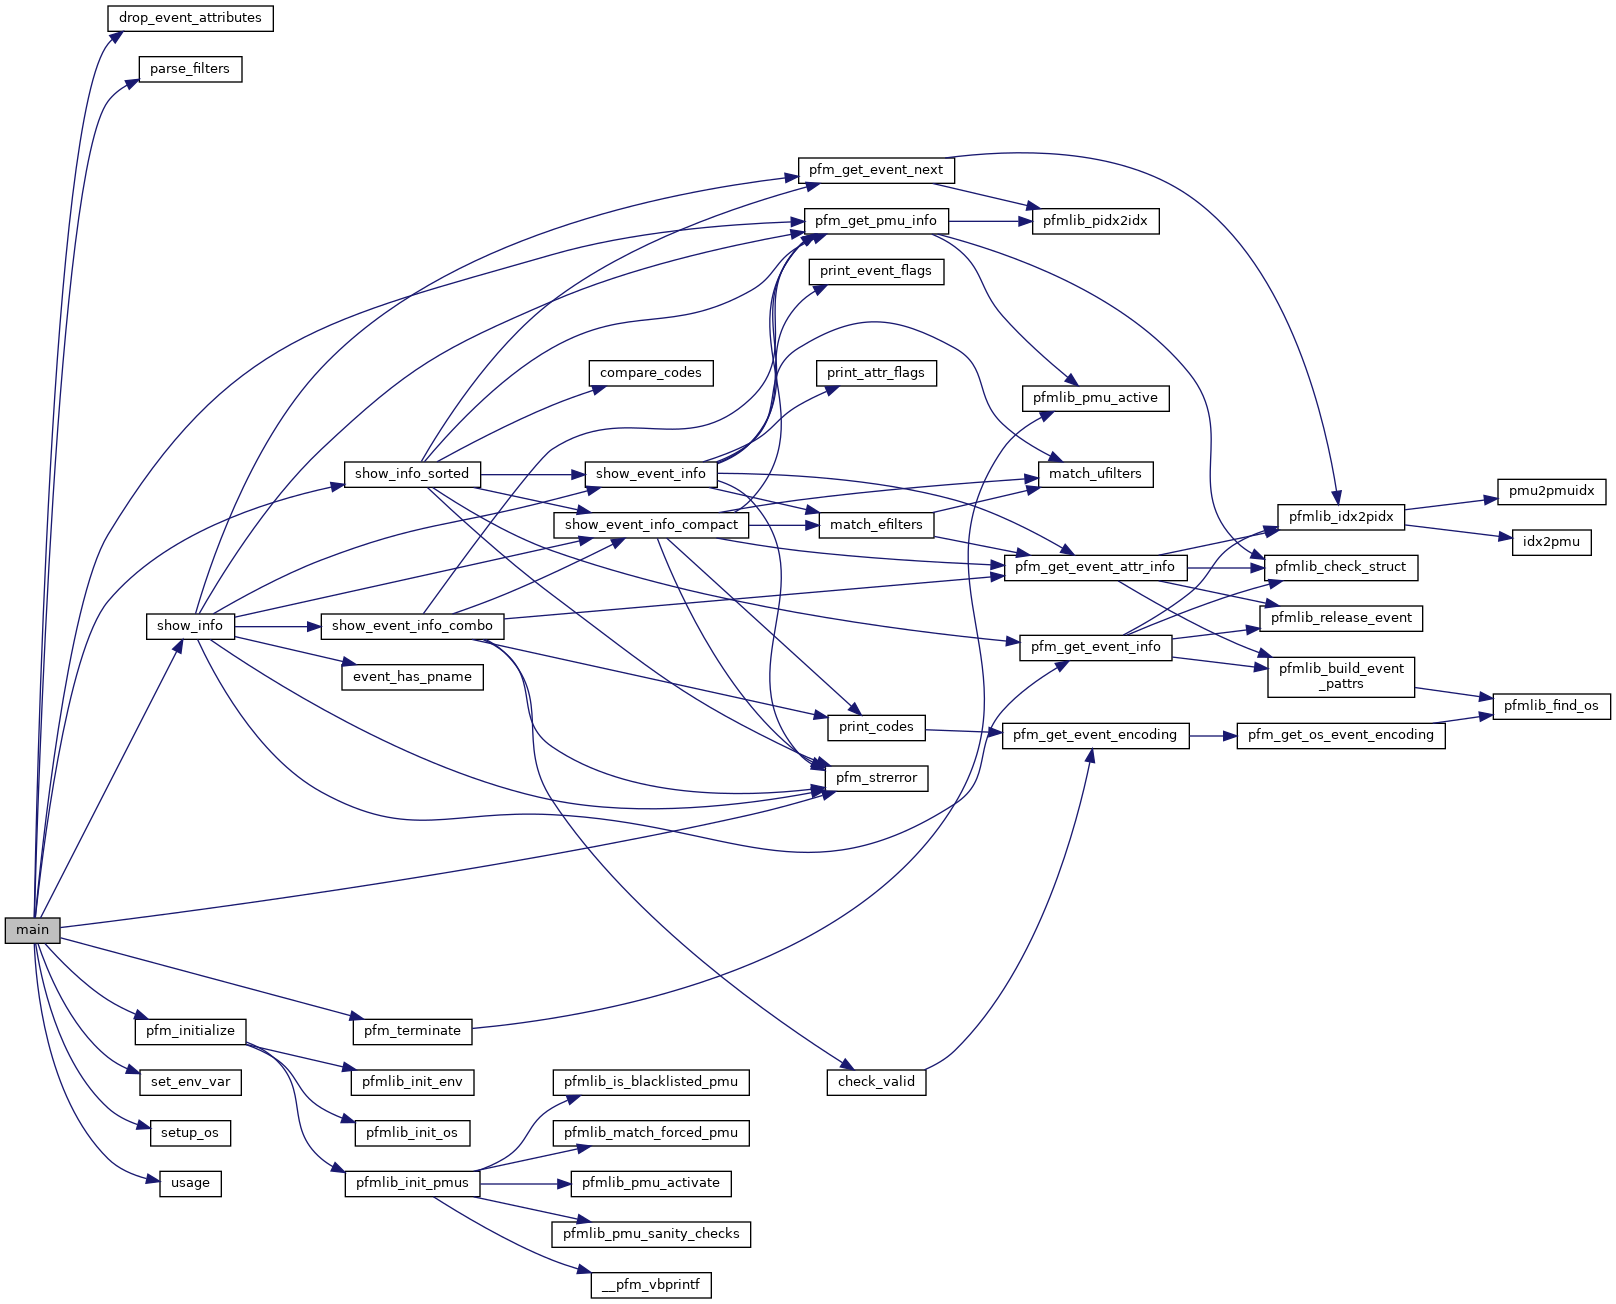 drop_event_attributes
parse_filters
pfm_get_event_next
pfm_get_pmu_info
pfmlib_pidx2idx
print_event_flags
compare_codes
print_attr_flags
pfmlib_pmu_active
show_info_sorted
show_event_info
match_ufilters
pmu2pmuidx
show_event_info_compact
match_efilters
pfmlib_idx2pidx
idx2pmu
pfm_get_event_attr_info
pfmlib_check_struct
show_info
show_event_info_combo
pfmlib_release_event
pfm_get_event_info
event_has_pname
pfmlib_build_event
_pattrs
pfmlib_find_os
print_codes
pfm_get_event_encoding
pfm_get_os_event_encoding
pfm_strerror
main
pfm_initialize
pfm_terminate
set_env_var
pfmlib_init_env
pfmlib_is_blacklisted_pmu
check_valid
setup_os
pfmlib_init_os
pfmlib_match_forced_pmu
usage
pfmlib_init_pmus
pfmlib_pmu_activate
pfmlib_pmu_sanity_checks
__pfm_vbprintf